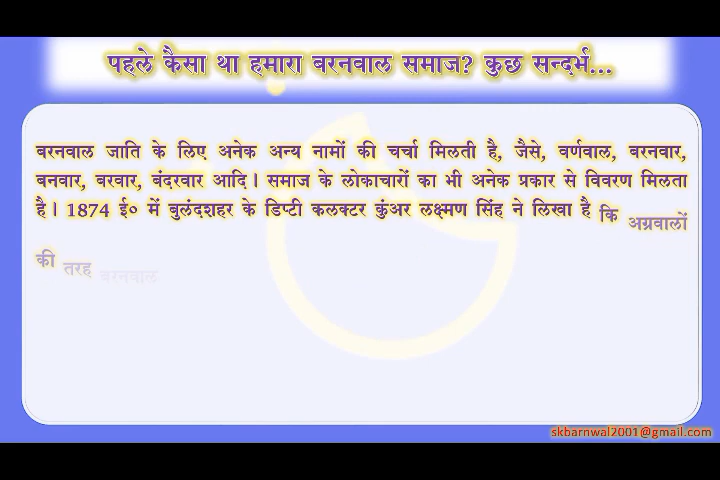 पहले कैसा था हमारा बरनवाल समाज? कुछ सन्दर्भ...
बरनवाल जाति के लिए अनेक अन्य नामों की चर्चा मिलती है, जैसे, वर्णवाल, बरनवार,
बनवार, बरवार, बंदरवार आदि। समाज के लोकाचारों का भी अनेक प्रकार से विवरण मिलता
है। 1874 ई० में बुलंदशहर के डिप्टी कलक्टर कुंअर लक्ष्मण सिंह ने लिखा है कि अग्रवालों
की तरह बरनवाल
skbarnwal2001@gmail.com